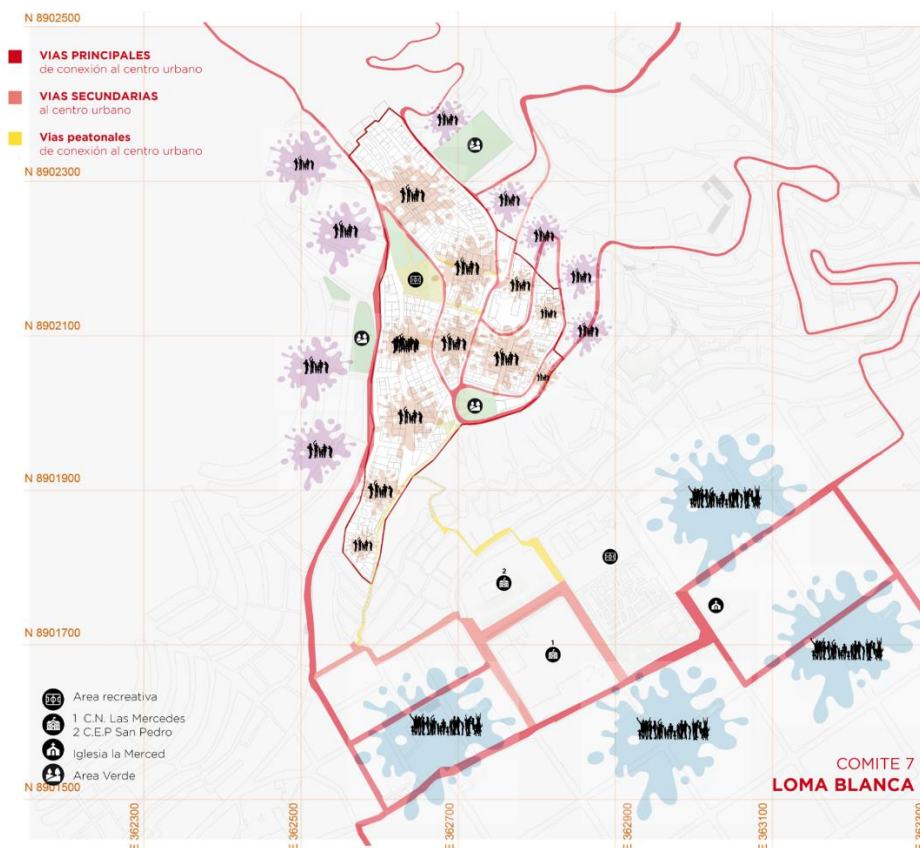 N 8902500
VIAS PRINCIPALES
de conexión al centro urbano
VIAS SECUNDARIAS
al centro urbano
Vias peatonales
de conexión al centro urbano
N 8902300
N 8902100
N 8901900
2
N 8901700
1
Area recreativa
1 C.N. Las Mercedes
2 C.E.P San Pedro
Iglesia la Merced
Area Verde
COMITE 7
LOMA BLANCA
N 8901500
E 362300
E 362500
E 362700
E 362900
E 363100